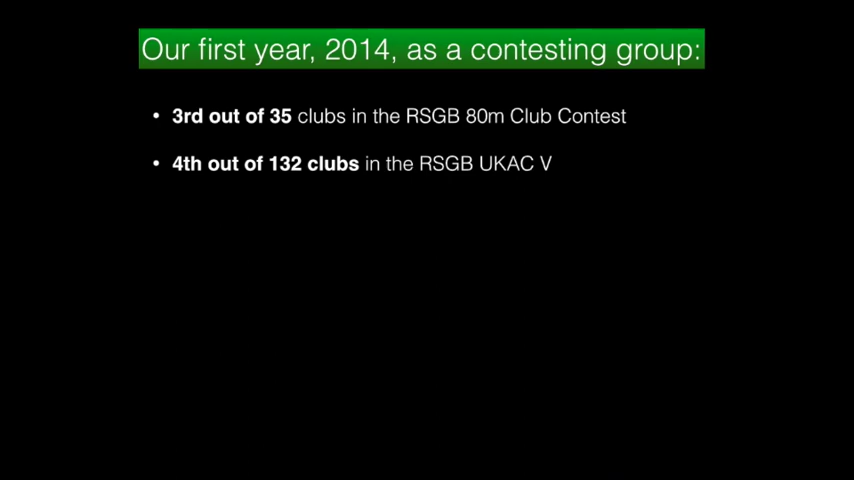 Our first year, 2014, as a contesting group:
• 3rd out of 35 clubs in the RSGB 80m Club Contest
• 4th out of 132 clubs in the RSGB UKAC V